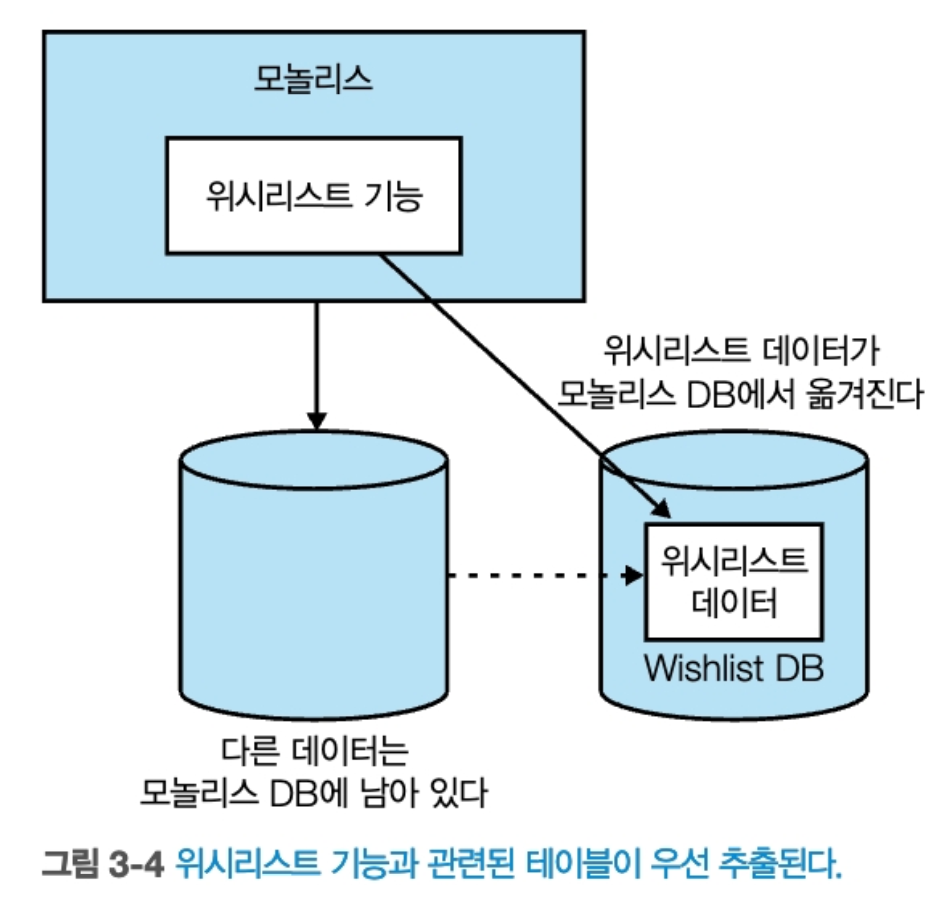 모놀리스
위시리스트 기능
위시리스트 데이터가
모놀리스 DB에서 옮겨진다
위시리스트
데이터
Wishlist DB
다른 데이터는
모놀리스 DB에 남아 있다
그림 3-4 위시리스트 기능과 관련된 테이블이 우선 추출된다.